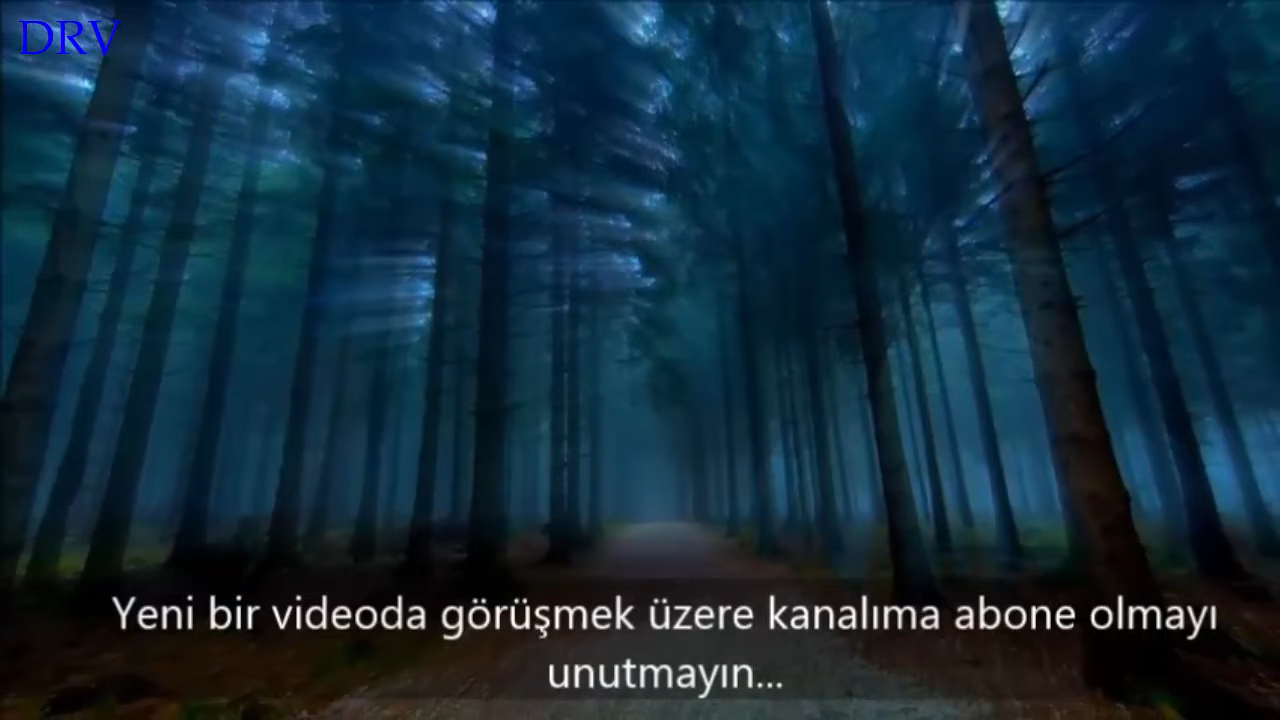 DRV
Yeni bir videoda görüşmek üzere kanalıma abone olmayı
unutmayın...